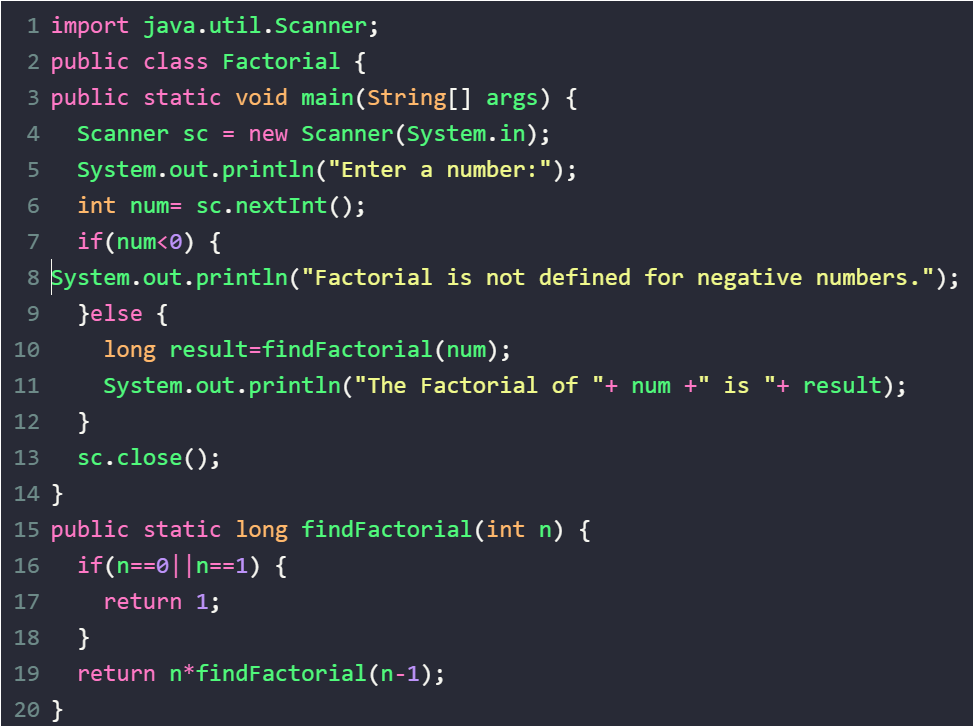 1 import java.util.Scanner;
2 public class Factorial {
3 public static void main(String[] args) {
4   Scanner sc = new Scanner(System.in);
5   System.out.println("Enter a number:");
6   int num= sc.nextInt();
7   if(num<0) {
8 System.out.println("Factorial is not defined for negative numbers.");
9   }else {
10     long result=findFactorial(num);
11     System.out.println("The Factorial of "+ num +" is "+ result);
12   }
13   sc.close();
14 }
15 public static long findFactorial(int n) {
16   if(n==0||n==1) {
17     return 1;
18   }
19   return n*findFactorial(n-1);
20 }